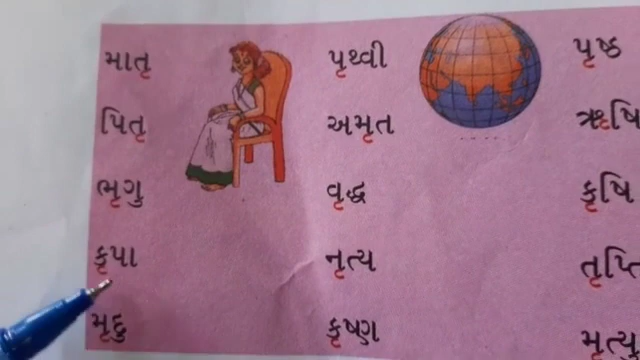 માતૃ પૃથ્વી પૃષ્ઠ
પિતૃ અમૃત ઋષિ
ભૃગુ વૃદ્ધ કૃષિ
કૃપા નૃત્ય તૃપ્તિ
મૃદુ કૃષ્ણ મૃત્યુ